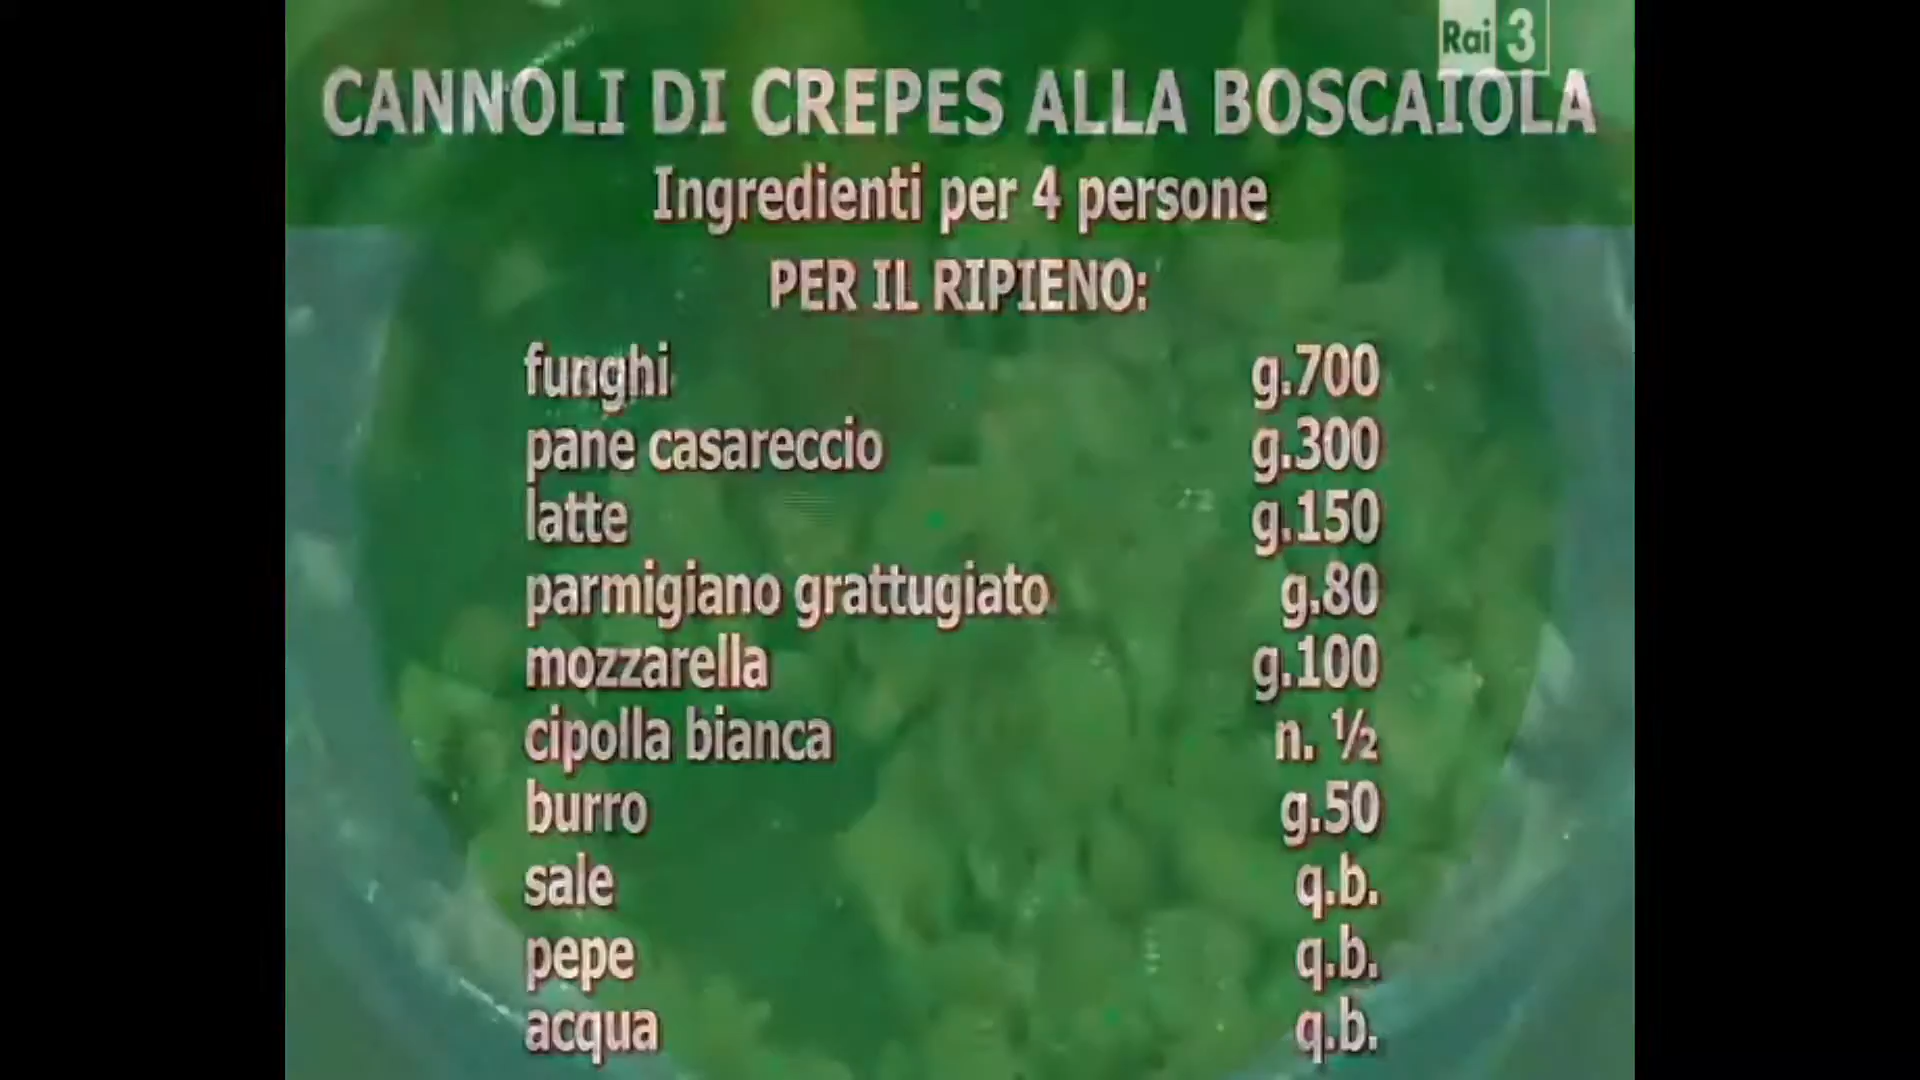 Rai 3
CANNOLI DI CREPES ALLA BOSCAIOLA
Ingredienti per 4 persone
PER IL RIPIENO:
funghi g.700
pane casareccio g.300
latte g.150
parmigiano grattugiato g.80
mozzarella g.100
cipolla bianca n. ½
burro g.50
sale q.b.
pepe q.b.
acqua q.b.